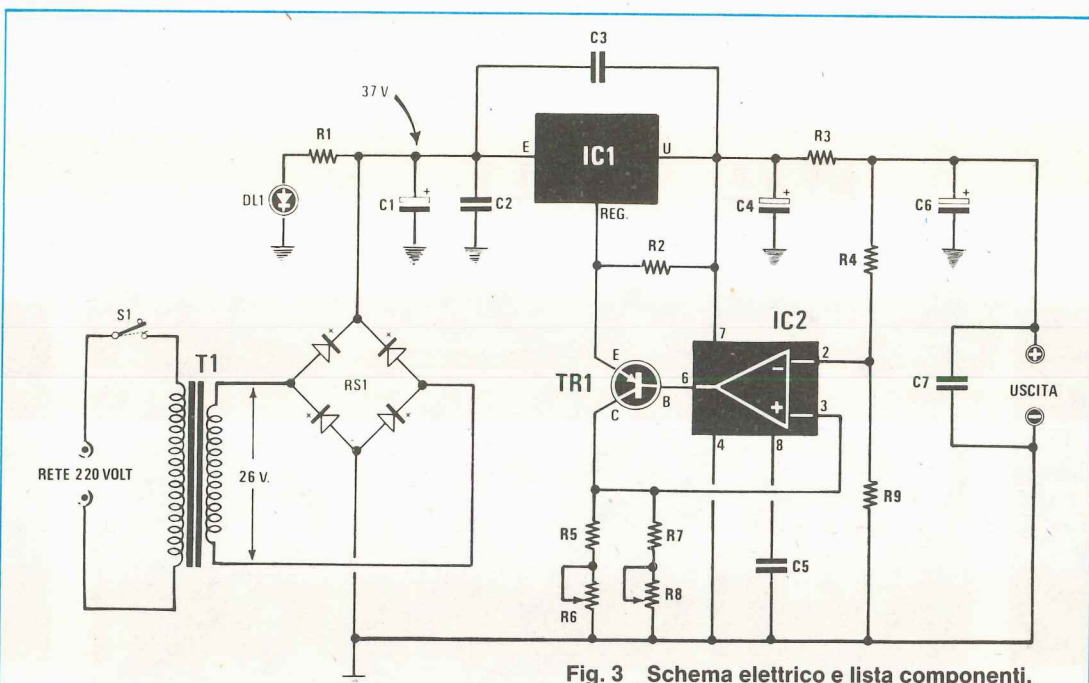 C3
37 V
R1
E
IC1
U
R3
DL1
C1
+
C2
REG.
C4
+
C6
+
R2
R4
S1
IC2
T1
E
7
2
TR1
6
–
C7
+
RS1
B
+
3
USCITA
C
4
8
–
RETE 220 VOLT
26 V.
R9
R5
R7
C5
R6
R8
Fig. 3 Schema elettrico e lista componenti.